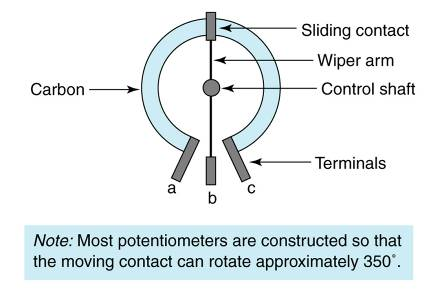 Sliding contact
Wiper arm
Carbon
Control shaft
Terminals
a
b
c
Note: Most potentiometers are constructed so that
the moving contact can rotate approximately 350˚.